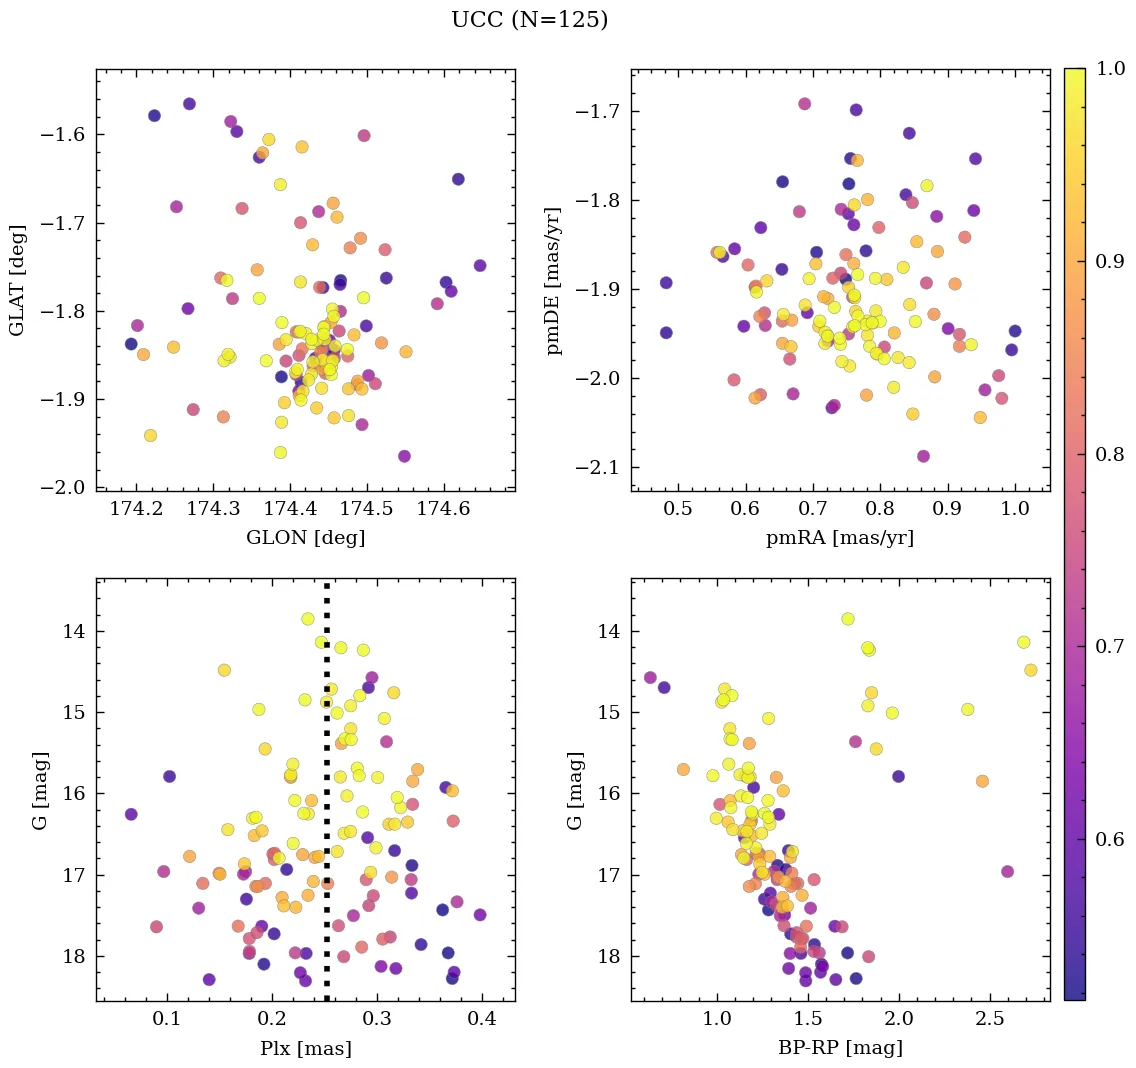 UCC (N=125)
−1.6
−1.7
−1.8
−1.9
−2.0
GLAT [deg]
174.2 174.3 174.4 174.5 174.6
GLON [deg]
−1.7
−1.8
−1.9
−2.0
−2.1
pmDE [mas/yr]
0.5 0.6 0.7 0.8 0.9 1.0
pmRA [mas/yr]
1.0
0.9
0.8
0.7
0.6
14
15
16
17
18
G [mag]
0.1 0.2 0.3 0.4
Plx [mas]
14
15
16
17
18
G [mag]
1.0 1.5 2.0 2.5
BP-RP [mag]